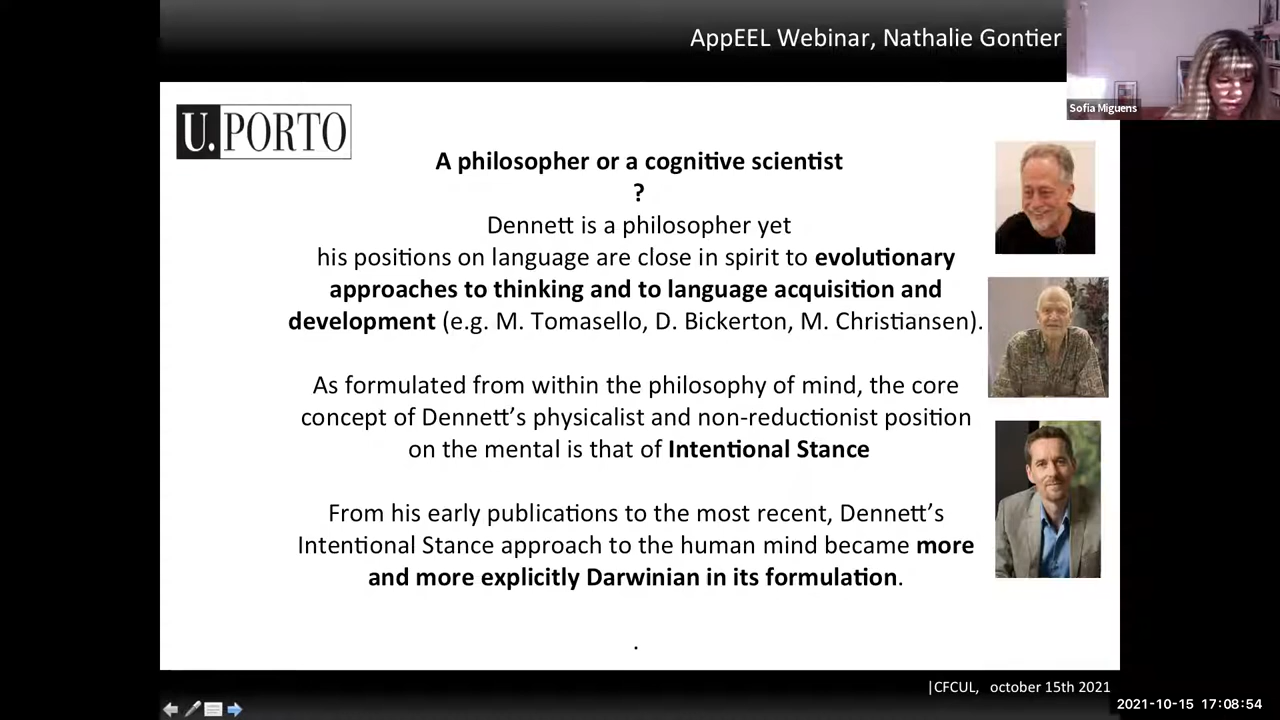 AppEEL Webinar, Nathalie Gontier
Sofia Miguens
U.PORTO
A philosopher or a cognitive scientist
?
Dennett is a philosopher yet
his positions on language are close in spirit to evolutionary
approaches to thinking and to language acquisition and
development (e.g. M. Tomasello, D. Bickerton, M. Christiansen).
As formulated from within the philosophy of mind, the core
concept of Dennett’s physicalist and non-reductionist position
on the mental is that of Intentional Stance
From his early publications to the most recent, Dennett’s
Intentional Stance approach to the human mind became more
and more explicitly Darwinian in its formulation.
.
|CFCUL, october 15th 2021
2021-10-15 17:08:54